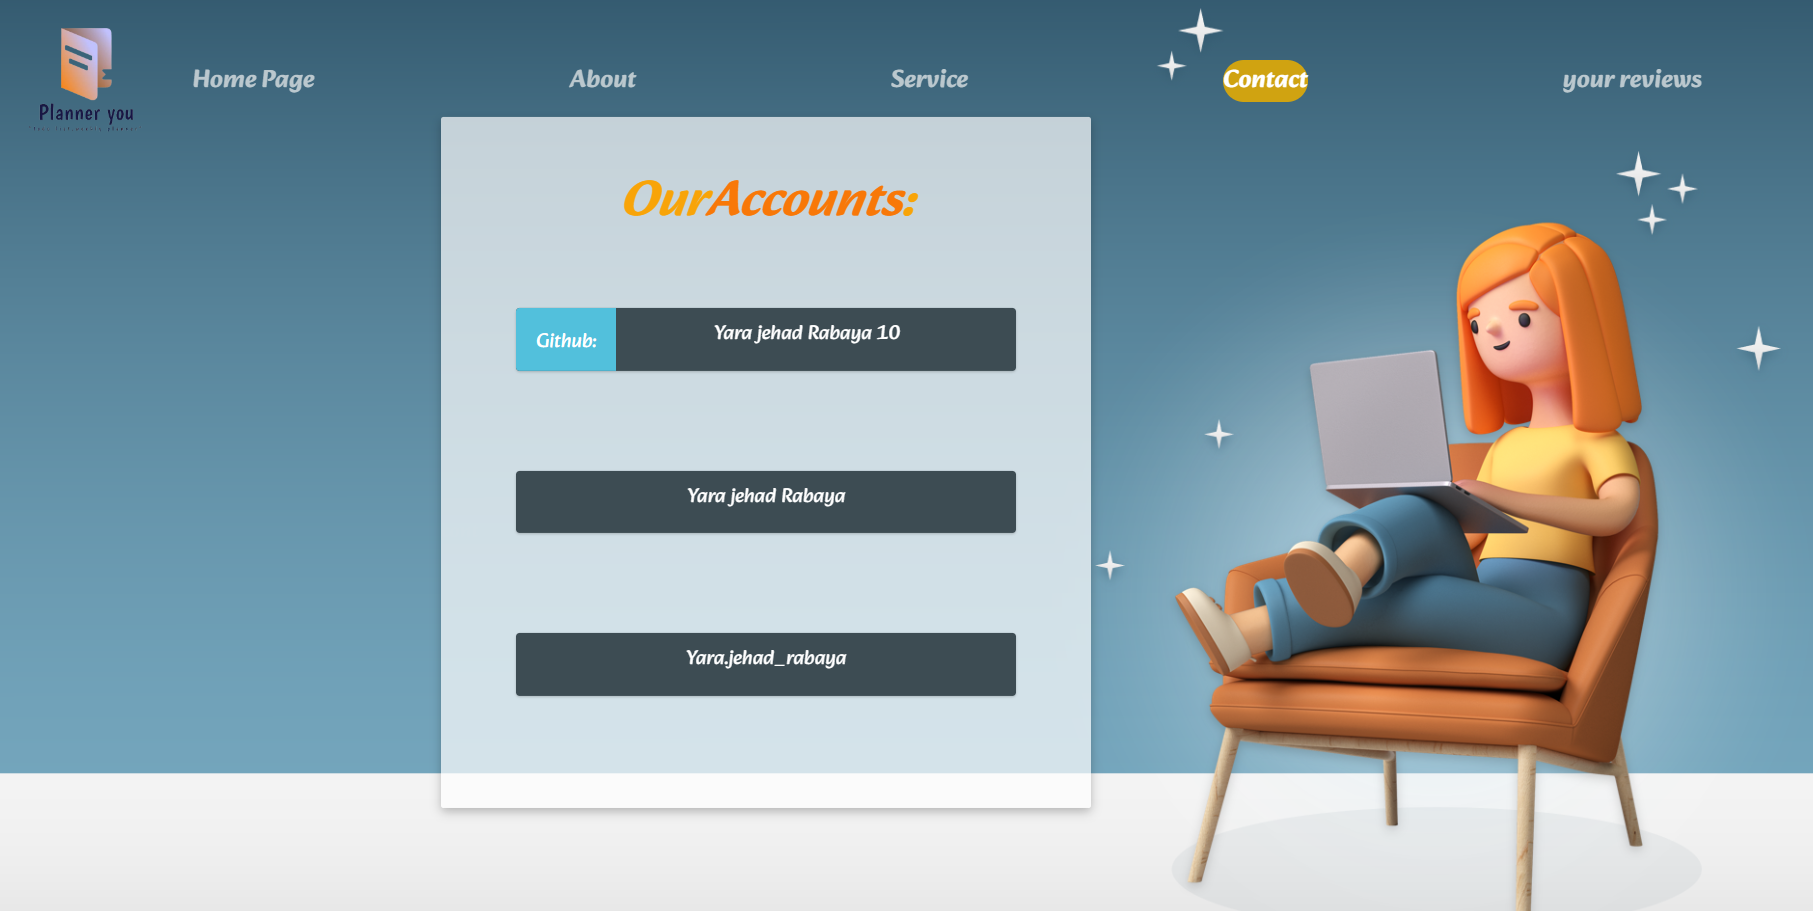 Planner you
Home Page
About
Service
Contact
your reviews
OurAccounts:
Github:
Yara jehad Rabaya 10
Yara jehad Rabaya
Yara.jehad_rabaya